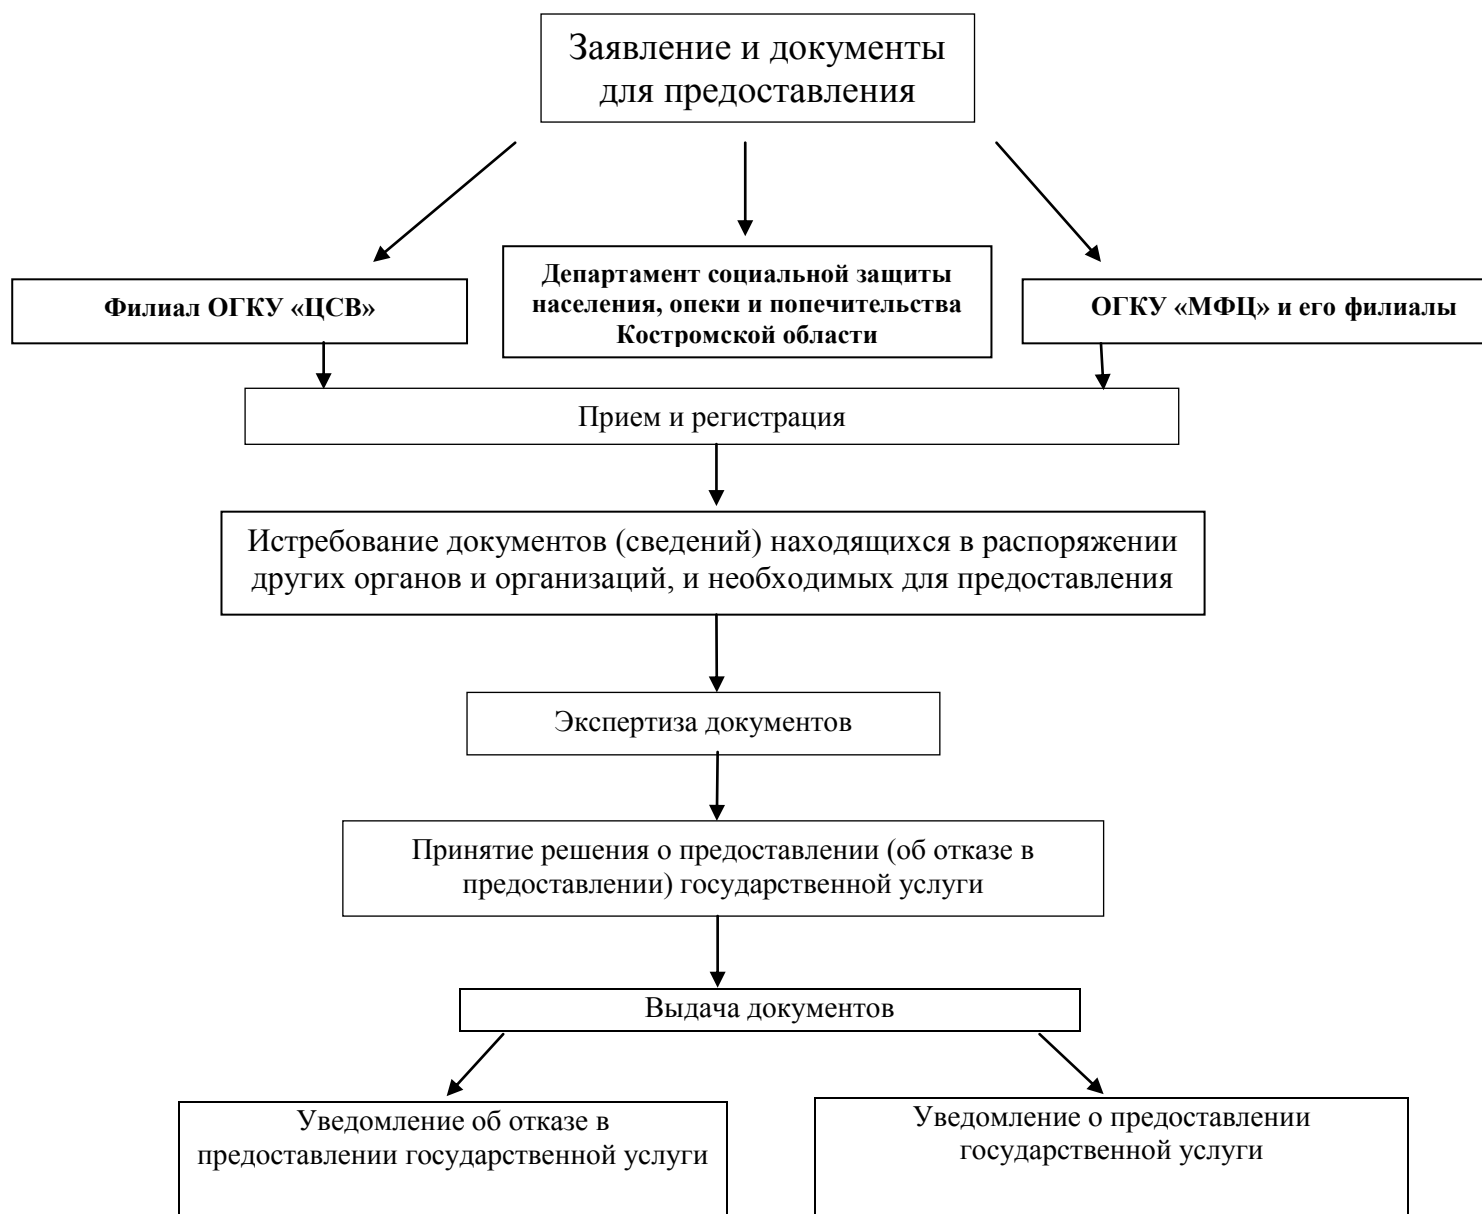 Заявление и документы
для предоставления
Филиал ОГКУ «ЦСВ»
Департамент социальной защиты
населения, опеки и попечительства
Костромской области
ОГКУ «МФЦ» и его филиалы
Прием и регистрация
Истребование документов (сведений) находящихся в распоряжении
других органов и организаций, и необходимых для предоставления
Экспертиза документов
Принятие решения о предоставлении (об отказе в
предоставлении) государственной услуги
Выдача документов
Уведомление об отказе в
предоставлении государственной услуги
Уведомление о предоставлении
государственной услуги